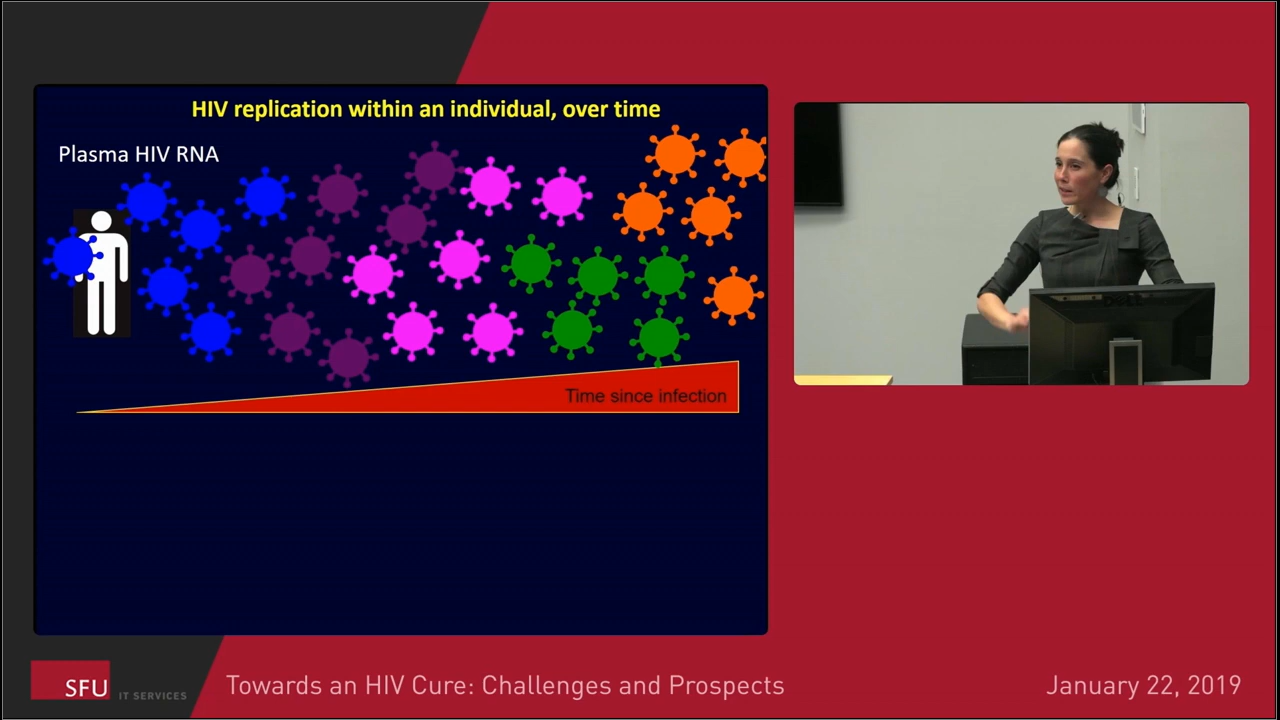 HIV replication within an individual, over time
Plasma HIV RNA
Time since infection
DELL
SFU
IT SERVICES
Towards an HIV Cure: Challenges and Prospects
January 22, 2019